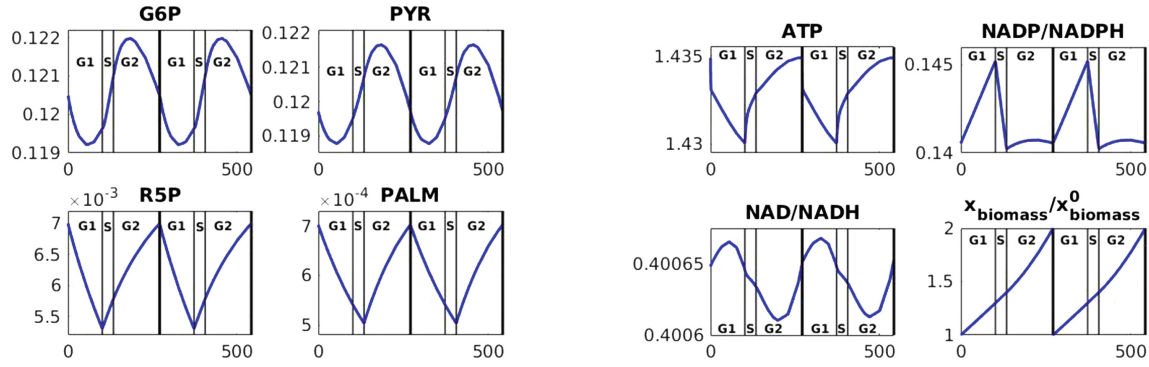 G6P
0.122
0.121
0.12
0.119
G1 S G2 G1 S G2
0 500
PYR
0.122
0.121
0.12
0.119
G1 S G2 G1 S G2
0 500
ATP
1.435
1.43
G1 S G2 G1 S G2
0 500
NADP/NADPH
0.145
0.14
G1 S G2 G1 S G2
0 500
×10⁻³ R5P
7
6.5
6
5.5
G1 S G2 G1 S G2
0 500
×10⁻⁴ PALM
7
6
5
G1 S G2 G1 S G2
0 500
NAD/NADH
0.40065
0.4006
G1 S G2 G1 S G2
0 500
x_biomass/x⁰_biomass
2
1.5
1
G1 S G2 G1 S G2
0 500